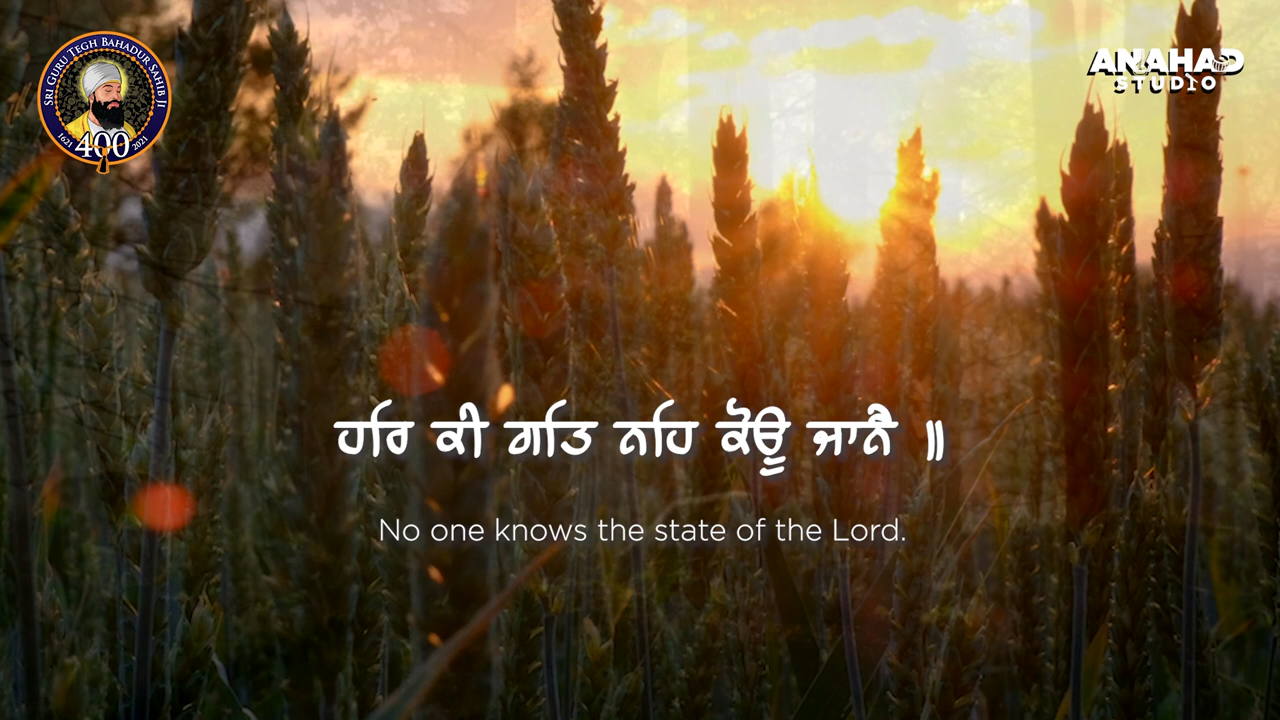 SRI GURU TEGH BAHADUR SAHIB JI
1621 400 2021
ANAHAD
STUDIO
ਹਰਿ ਕੀ ਗਤਿ ਨਹਿ ਕੋਊ ਜਾਨੈ ॥
No one knows the state of the Lord.